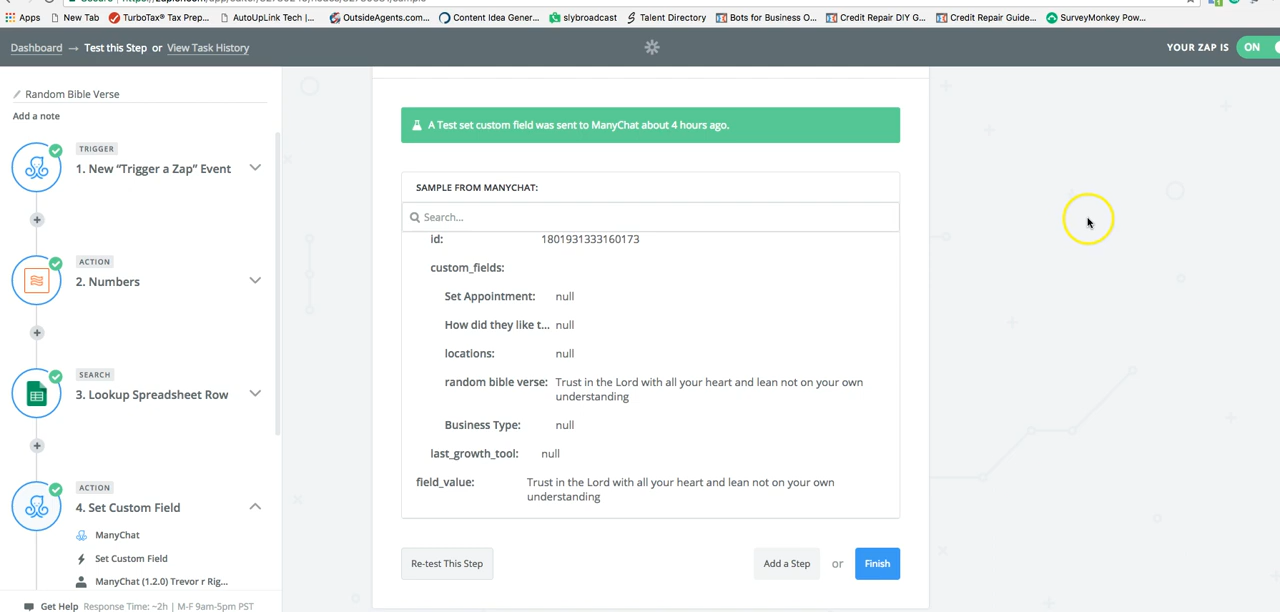 Apps New Tab TurboTax® Tax Prep... AutoUpLink Tech |... OutsideAgents.com... Content Idea Gener... slybroadcast Talent Directory Bots for Business O... Credit Repair DIY G... Credit Repair Guide... SurveyMonkey Pow...
Dashboard → Test this Step or View Task History YOUR ZAP IS ON
Random Bible Verse
Add a note
TRIGGER
1. New “Trigger a Zap” Event
ACTION
2. Numbers
SEARCH
3. Lookup Spreadsheet Row
ACTION
4. Set Custom Field
ManyChat
Set Custom Field
ManyChat (1.2.0) Trevor r Rig...
Get Help Response Time: ~2h | M-F 9am-5pm PST
A Test set custom field was sent to ManyChat about 4 hours ago.
SAMPLE FROM MANYCHAT:
Search...
id: 1801931333160173
custom_fields:
Set Appointment: null
How did they like t... null
locations: null
random bible verse: Trust in the Lord with all your heart and lean not on your own
understanding
Business Type: null
last_growth_tool: null
field_value: Trust in the Lord with all your heart and lean not on your own
understanding
Re-test This Step Add a Step or Finish